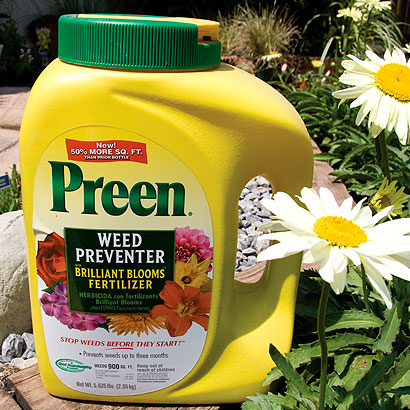 New!
50% MORE SQ. FT.
THAN PRIOR BOTTLE
Preen®
WEED
PREVENTER
BRILLIANT BLOOMS
FERTILIZER
HERBICIDA con fertilizante
Brilliant Blooms
STOP WEEDS BEFORE THEY START!™
• Prevents weeds up to three months
WEEDS 900 SQ. FT
Keep out of
reach of children
CAUTION
Net Wt. 5.625 lbs. (2.55 kg)